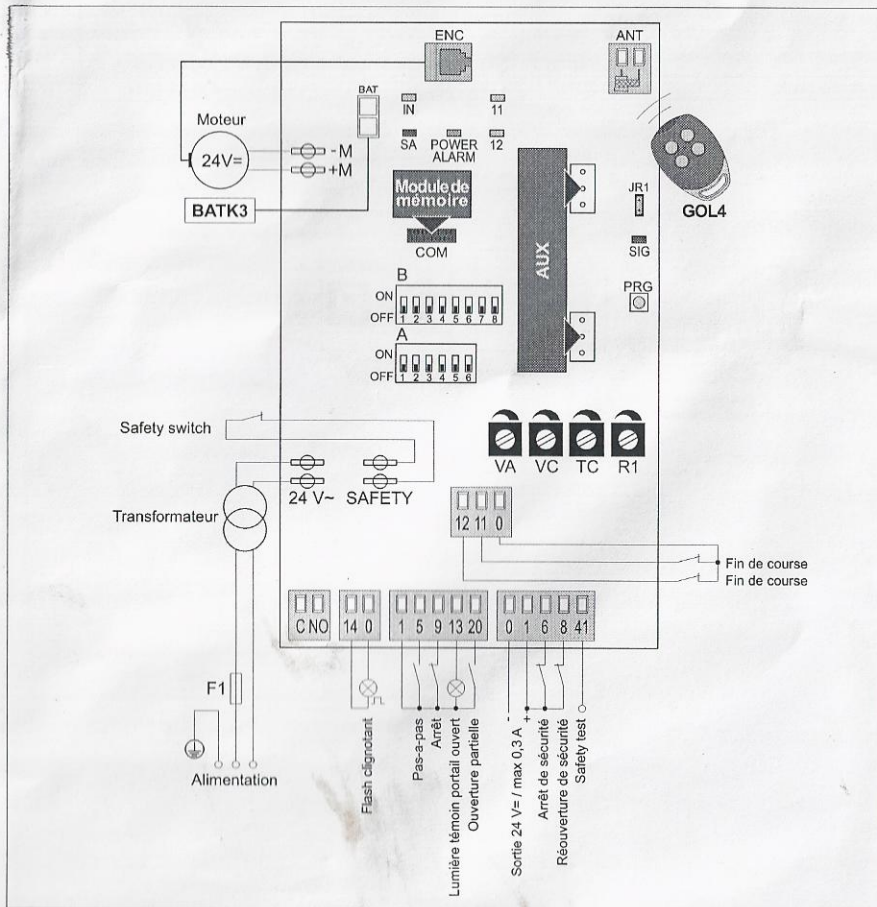 ENC
ANT
BAT
IN
11
Moteur
24V=
-M
+M
SA
POWER ALARM
12
BATK3
Module de mémoire
COM
AUX
JR1
GOL4
SIG
PRG
B
ON
OFF
1 2 3 4 5 6 7 8
A
ON
OFF
1 2 3 4 5 6
Safety switch
24 V~
SAFETY
VA
VC
TC
R1
Transformateur
12 11 0
Fin de course
Fin de course
C NO
14 0
1 5 9 13 20
0 1 6 8 41
F1
Alimentation
Flash clignotant
Pas-a-pas
Arrêt
Lumière témoin portail ouvert
Ouverture partielle
Sortie 24 V= / max 0,3 A
-
+
Arrêt de sécurité
Réouverture de sécurité
Safety test